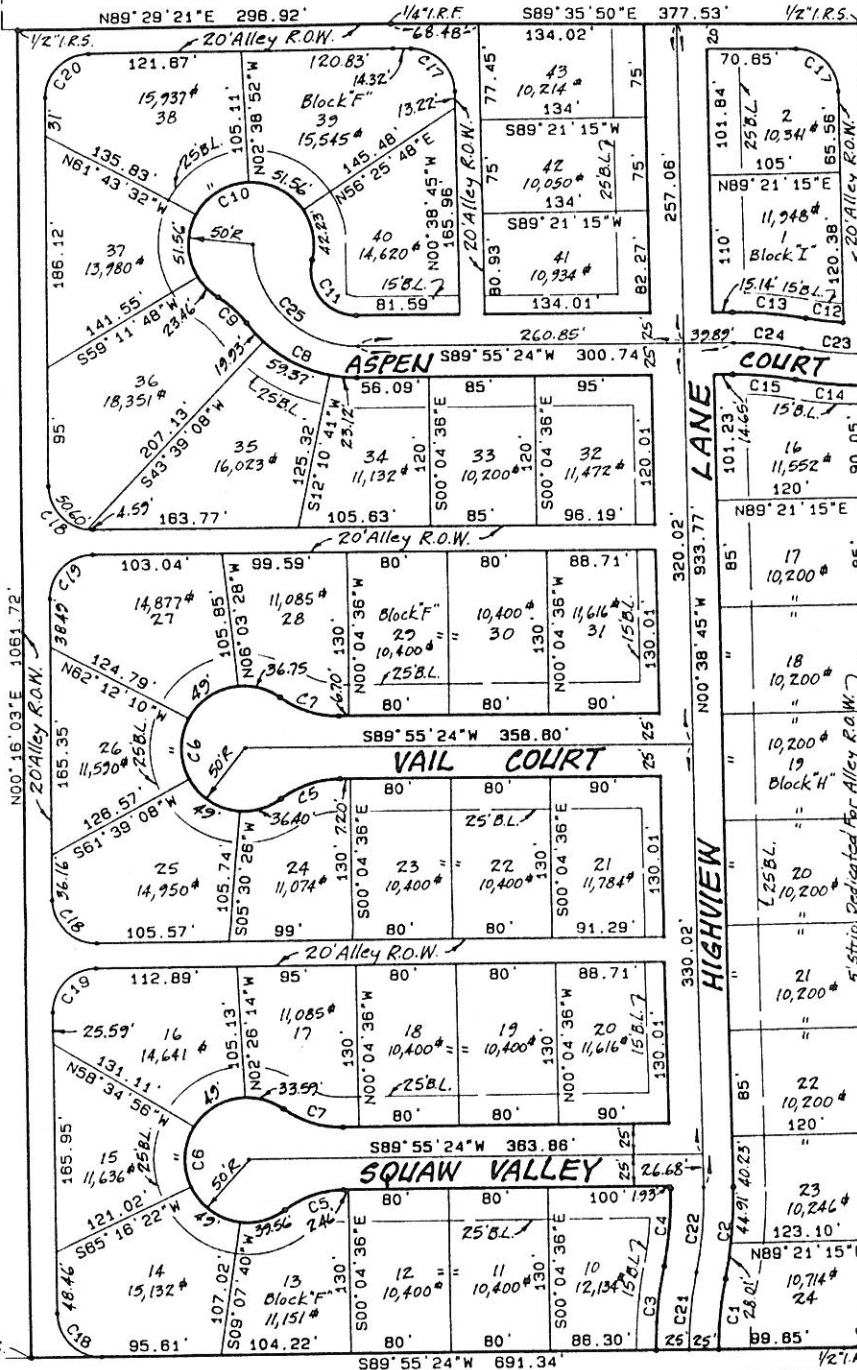 N89°29'21"E 296.92'
1/4" I.R.F.
S89°35'50"E 377.53'
1/2" I.R.S.
1/2" I.R.S.
20' Alley R.O.W.
68.48'
134.02'
20'
C20
121.87'
120.83'
14.32'
C17
77.45'
43
10,214#
134'
75'
70.65'
C17
31'
15,937#
38
105.11'
N02°38'52"W
Block "F"
39
15,545#
13.22'
S89°21'15"W
101.84'
25' B.L.
2
10,341#
105'
65.56'
135.83'
N61°43'32"W
25' B.L.
145.48'
N56°25'48"E
75'
42
10,050#
134'
25' B.L.
75'
257.06'
N89°21'15"E
20' Alley R.O.W.
"
C10
51.56'
N00°38'45"W
165.96'
20' Alley R.O.W.
S89°21'15"W
11,948#
1
Block "I"
110'
120.38'
186.12'
37
13,980#
51.56'
50'R
42.23'
40
14,620#
80.93'
41
10,934#
82.27'
15.14'
15' B.L.
141.55'
S59°11'48"W
23.46'
C9
C25
C11
15' B.L.
81.59'
134.01'
C13
C12
260.85'
25'
39.89'
C24
C23
19.93'
C8
ASPEN
S89°55'24"W 300.74'
25'
COURT
36
18,351#
59.37'
25' B.L.
56.09'
85'
95'
C15
C14
15' B.L.
95'
207.13'
S43°39'08"W
35
16,023#
125.32'
S12°10'41"W
23.12'
34
11,132#
120'
S00°04'36"E
33
10,200#
120'
S00°04'36"E
32
11,472#
120.01'
LANE
101.23'
14.65'
16
11,552#
120'
90.05'
50.60'
C18
4.59'
163.77'
105.63'
85'
96.19'
N89°21'15"E
20' Alley R.O.W.
320.02'
C19
103.04'
99.59'
80'
80'
88.71'
85'
17
10,200#
85'
N00°16'03"E 1061.72'
38.49'
14,877#
27
105.85'
N06°03'28"W
11,085#
28
130'
N00°04'36"W
Block "F"
29
10,400#
= =
10,400#
30
130'
N00°04'36"W
11,616#
31
15' B.L.
130.01'
N00°38'45"W 933.77'
"
"
"
124.79'
N62°12'10"W
49'
36.75
C7
6.70'
25' B.L.
18
10,200#
20' Alley R.O.W.
80'
80'
90'
"
"
165.35'
26
11,590#
25' B.L.
C6
"
50'R
S89°55'24"W 358.80'
25'
25'
"
10,200#
19
Block "H"
VAIL COURT
126.57'
S61°39'08"W
49'
C5
36.40
80'
80'
90'
25' B.L.
"
"
5' Strip Dedicated For Alley R.O.W.
36.16'
25
14,950#
105.74'
S05°30'26"W
24
11,074#
130'
7.20'
S00°04'36"E
23
10,400#
= =
22
10,400#
130'
S00°04'36"E
21
11,784#
130.01'
HIGHVIEW
"
25' B.L.
20
10,200#
C18
105.57'
99'
80'
80'
91.29'
"
"
20' Alley R.O.W.
330.02'
C19
112.89'
95'
80'
80'
88.71'
"
21
10,200#
25.59'
16
14,641#
105.13'
N02°26'14"W
11,085#
17
130'
N00°04'36"W
18
10,400#
= =
19
10,400#
130'
N00°04'36"W
20
11,616#
15' B.L.
130.01'
"
"
131.11'
N58°34'56"W
49'
33.59'
C7
25' B.L.
85'
22
10,200#
120'
80'
80'
90'
165.95'
15
11,636#
25' B.L.
C6
"
50'R
S89°55'24"W 363.86'
25'
25'
26.68'
"
SQUAW VALLEY
44.91'
40.23'
23
10,246#
123.10'
121.02'
S65°16'22"W
49'
39.56
C5
2.46'
80'
80'
100'
1.93'
25' B.L.
C4
C22
C2
N89°21'15"E
48.46'
14
15,132#
107.02'
S09°07'40"W
13
Block "F"
11,151#
130'
S00°04'36"E
12
10,400#
= =
11
10,400#
130'
S00°04'36"E
10
12,134#
15' B.L.
C3
C21
C1
28.01'
10,714#
24
C18
95.61'
104.22'
80'
80'
86.30'
25'
25'
99.85'
S89°55'24"W 691.34'